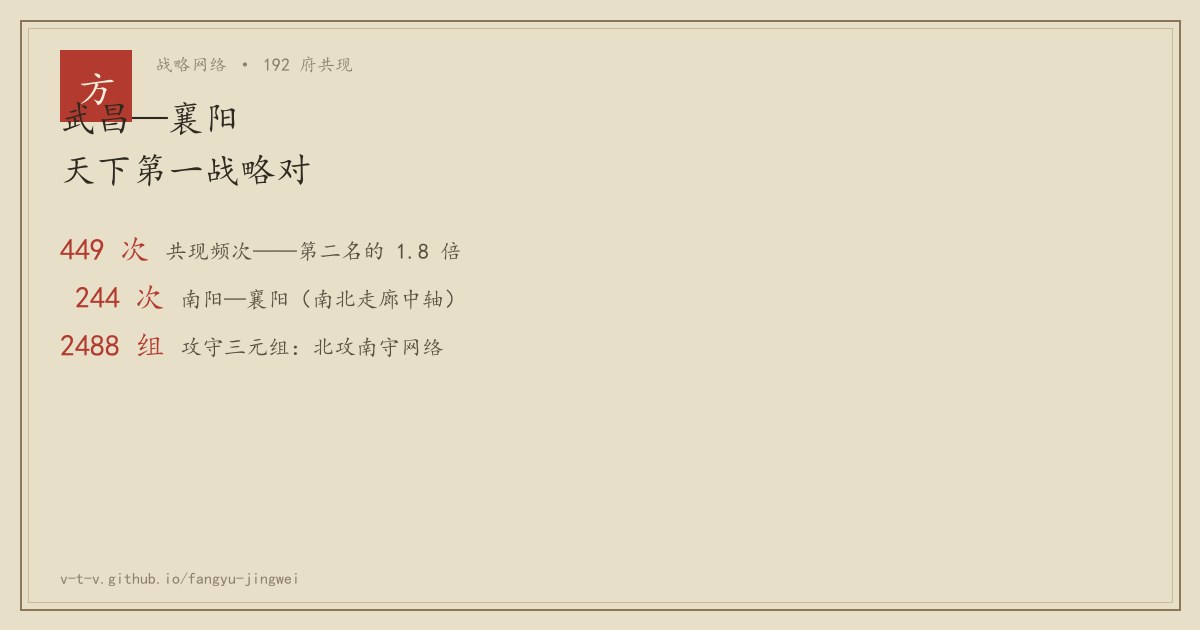 方
战略网络 • 192 府共现
武昌—襄阳
天下第一战略对
449 次 共现频次——第二名的 1.8 倍
244 次 南阳—襄阳（南北走廊中轴）
2488 组 攻守三元组：北攻南守网络
v-t-v.github.io/fangyu-jingwei